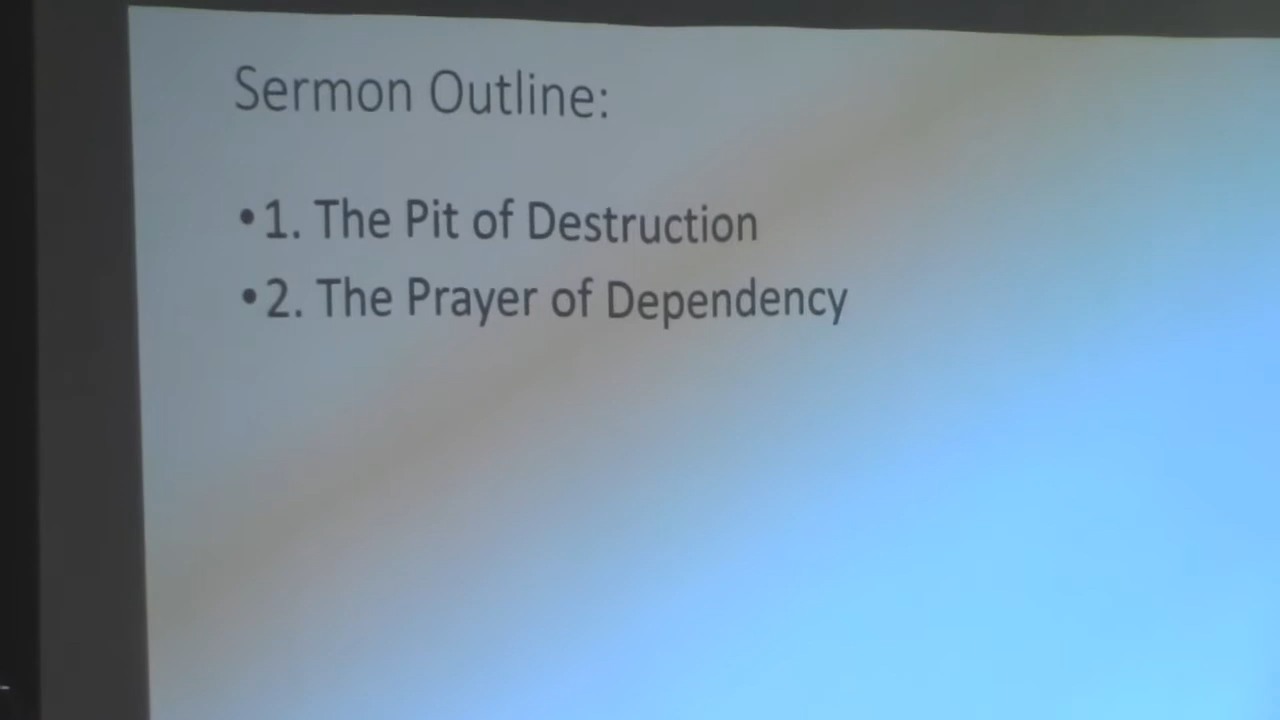 Sermon Outline:
•1. The Pit of Destruction
•2. The Prayer of Dependency